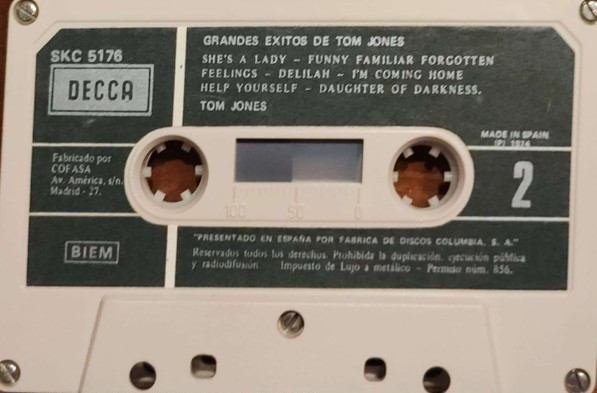 SKC 5176
DECCA
GRANDES EXITOS DE TOM JONES
SHE'S A LADY – FUNNY FAMILIAR FORGOTTEN
FEELINGS – DELILAH – I'M COMING HOME
HELP YOURSELF – DAUGHTER OF DARKNESS.
TOM JONES
MADE IN SPAIN
(P) 1974
Fabricado por
COFASA
Av. América, s/n.
Madrid - 27.
2
100 50 0
BIEM
"PRESENTADO EN ESPAÑA POR FABRICA DE DISCOS COLUMBIA, S. A."
Reservados todos los derechos. Prohibida la duplicación, ejecución pública
y radiodifusión Impuesto de Lujo a metálico – Permiso núm. 856.